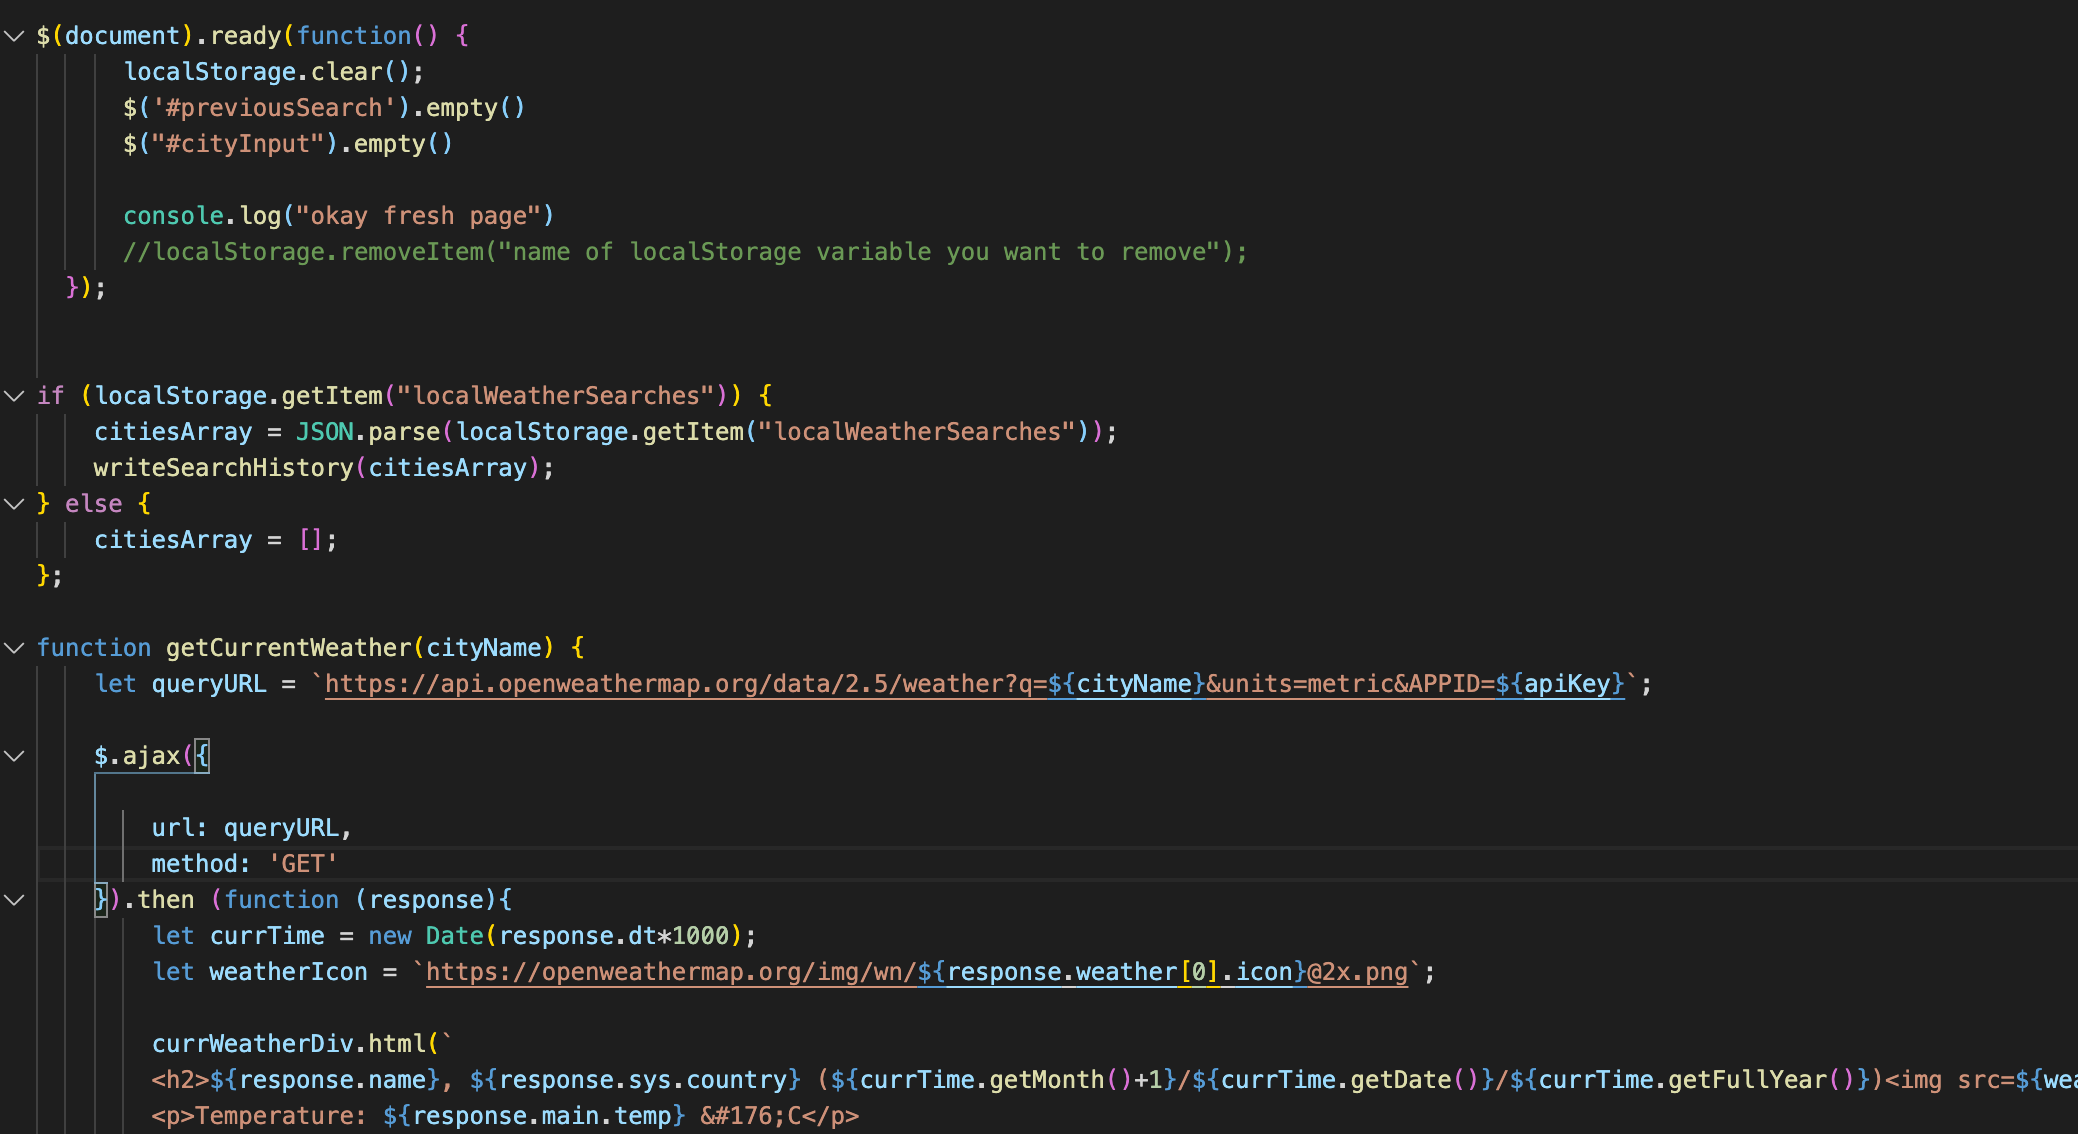 $(document).ready(function() {
localStorage.clear();
$('#previousSearch').empty()
$("#cityInput").empty()
console.log("okay fresh page")
//localStorage.removeItem("name of localStorage variable you want to remove");
});
if (localStorage.getItem("localWeatherSearches")) {
citiesArray = JSON.parse(localStorage.getItem("localWeatherSearches"));
writeSearchHistory(citiesArray);
} else {
citiesArray = [];
};
function getCurrentWeather(cityName) {
let queryURL = `https://api.openweathermap.org/data/2.5/weather?q=${cityName}&units=metric&APPID=${apiKey}`;
$.ajax({
url: queryURL,
method: 'GET'
}).then (function (response){
let currTime = new Date(response.dt*1000);
let weatherIcon = `https://openweathermap.org/img/wn/${response.weather[0].icon}@2x.png`;
currWeatherDiv.html(`
<h2>${response.name}, ${response.sys.country} (${currTime.getMonth()+1}/${currTime.getDate()}/${currTime.getFullYear()})<img src=${wea
<p>Temperature: ${response.main.temp} &#176;C</p>